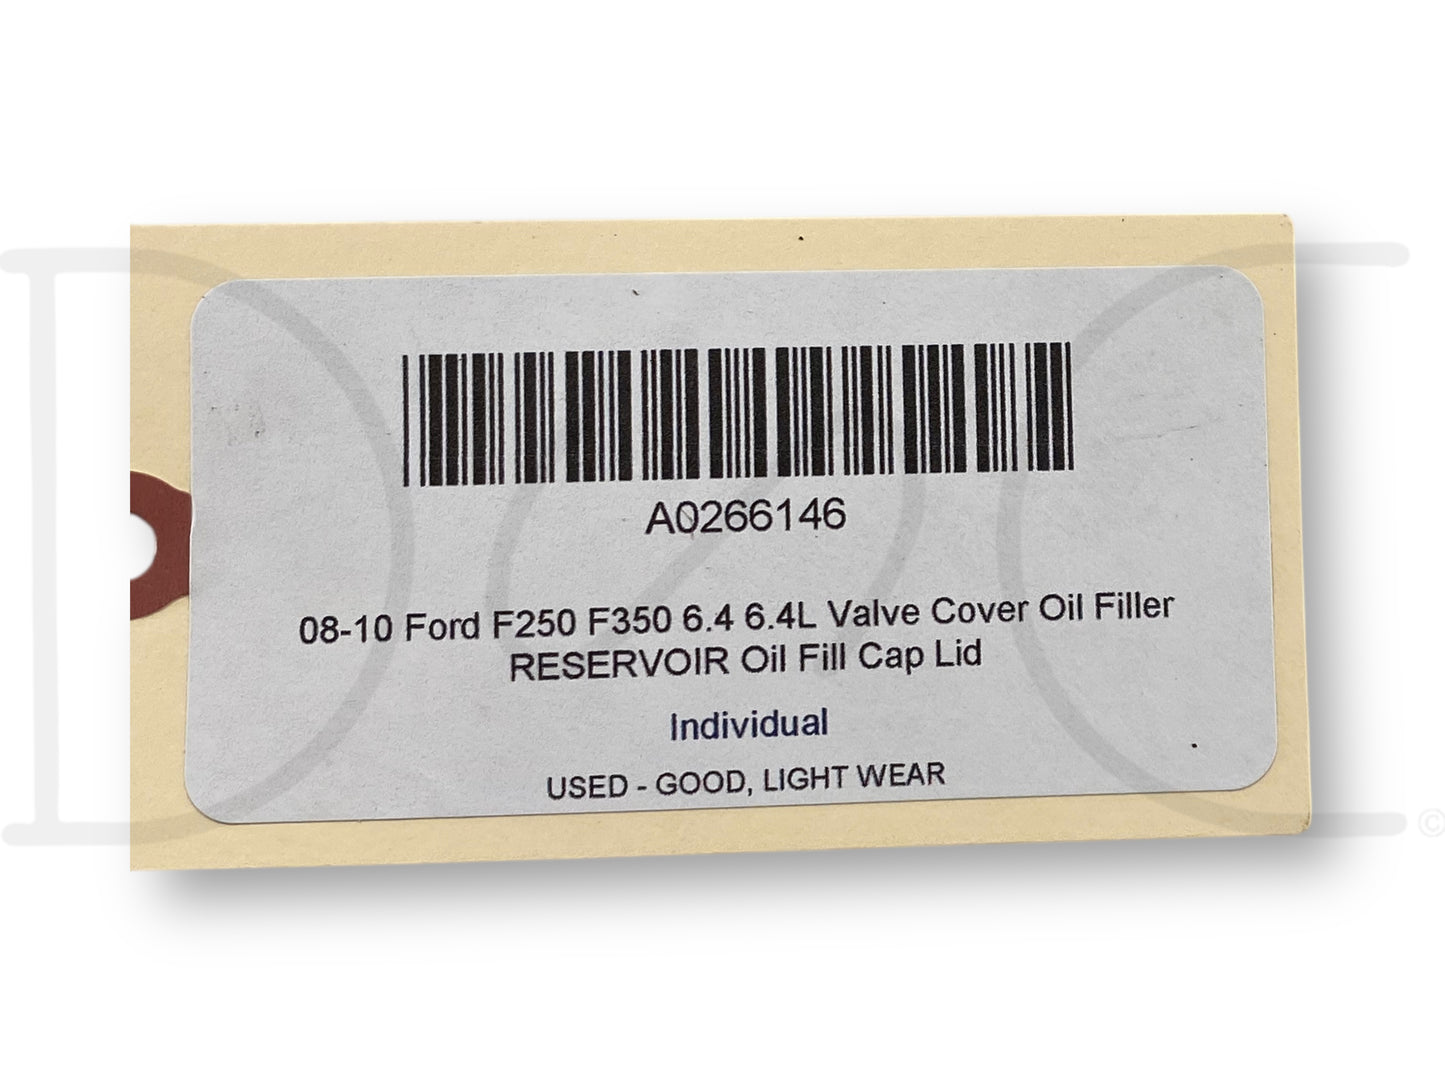 A0266146
08-10 Ford F250 F350 6.4 6.4L Valve Cover Oil Filler
RESERVOIR Oil Fill Cap Lid
Individual
USED - GOOD, LIGHT WEAR
©